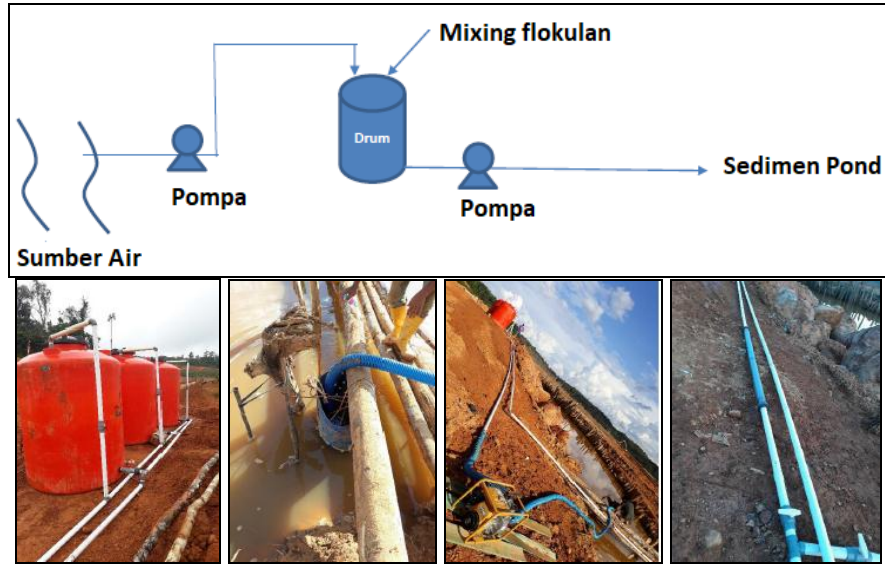 Mixing flokulan
Drum
Pompa
Pompa
Sedimen Pond
Sumber Air